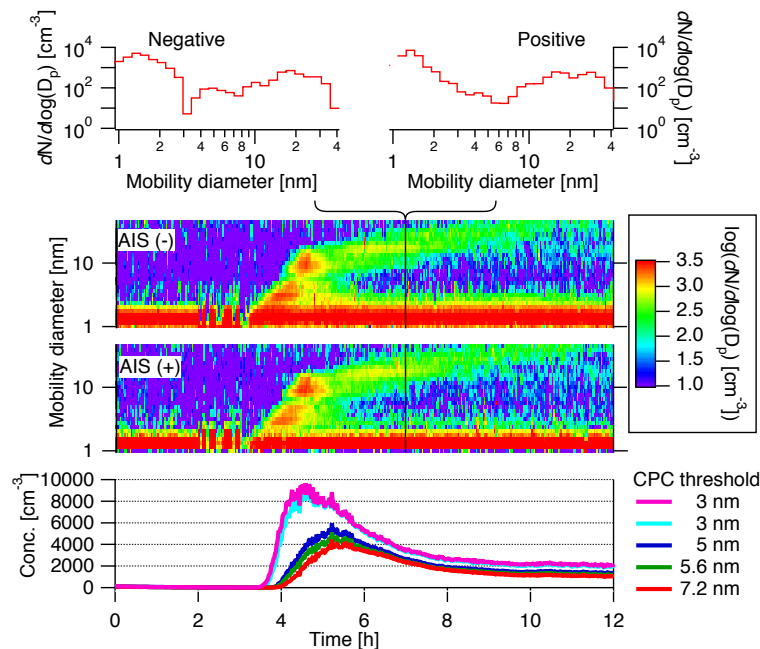 Negative
Positive
dN/dlog(Dp) [cm-3]
10^4
10^2
10^0
1
2
4
6
8
10
2
4
Mobility diameter [nm]
1
2
4
6
8
10
2
4
Mobility diameter [nm]
10^4
10^2
10^0
dN/dlog(Dp) [cm-3]
AIS (-)
10
1
AIS (+)
10
1
Mobility diameter [nm]
3.5
3.0
2.5
2.0
1.5
1.0
log(dN/dlog(Dp) [cm-3])
10000
8000
6000
4000
2000
0
Conc. [cm-3]
0
2
4
6
8
10
12
Time [h]
CPC threshold
3 nm
3 nm
5 nm
5.6 nm
7.2 nm